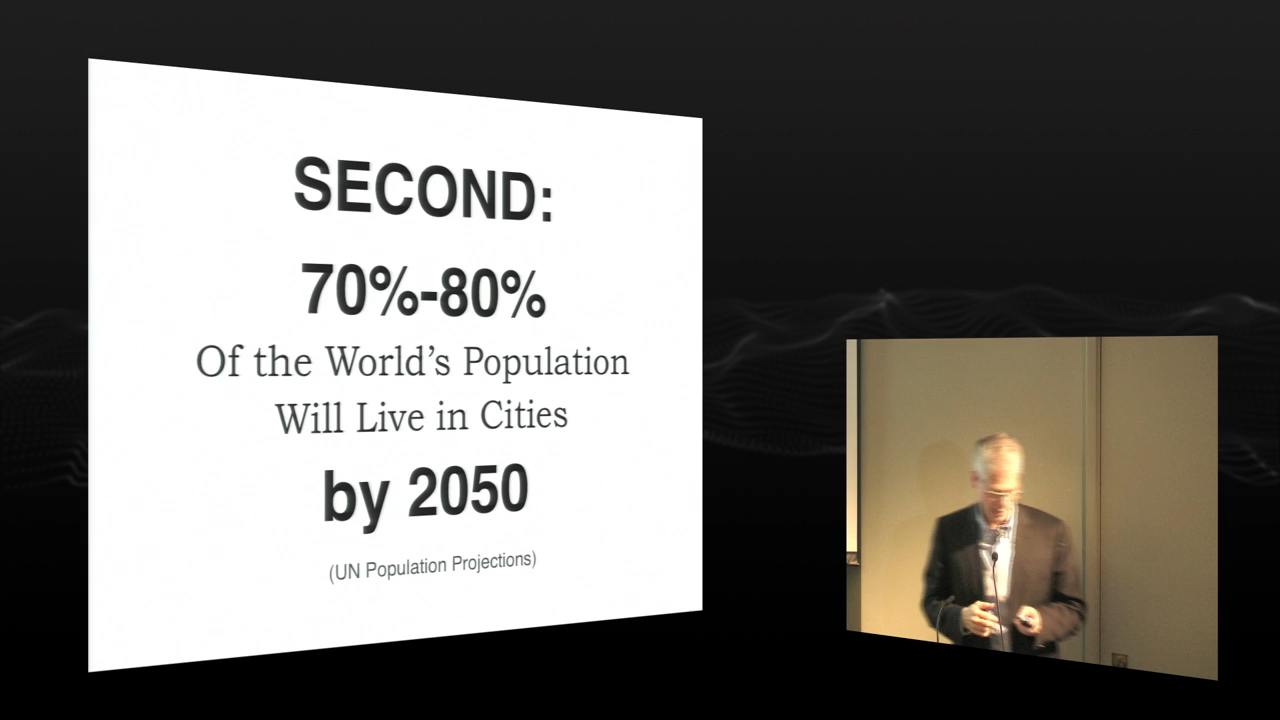 SECOND:
70%-80%
Of the World’s Population
Will Live in Cities
by 2050
(UN Population Projections)